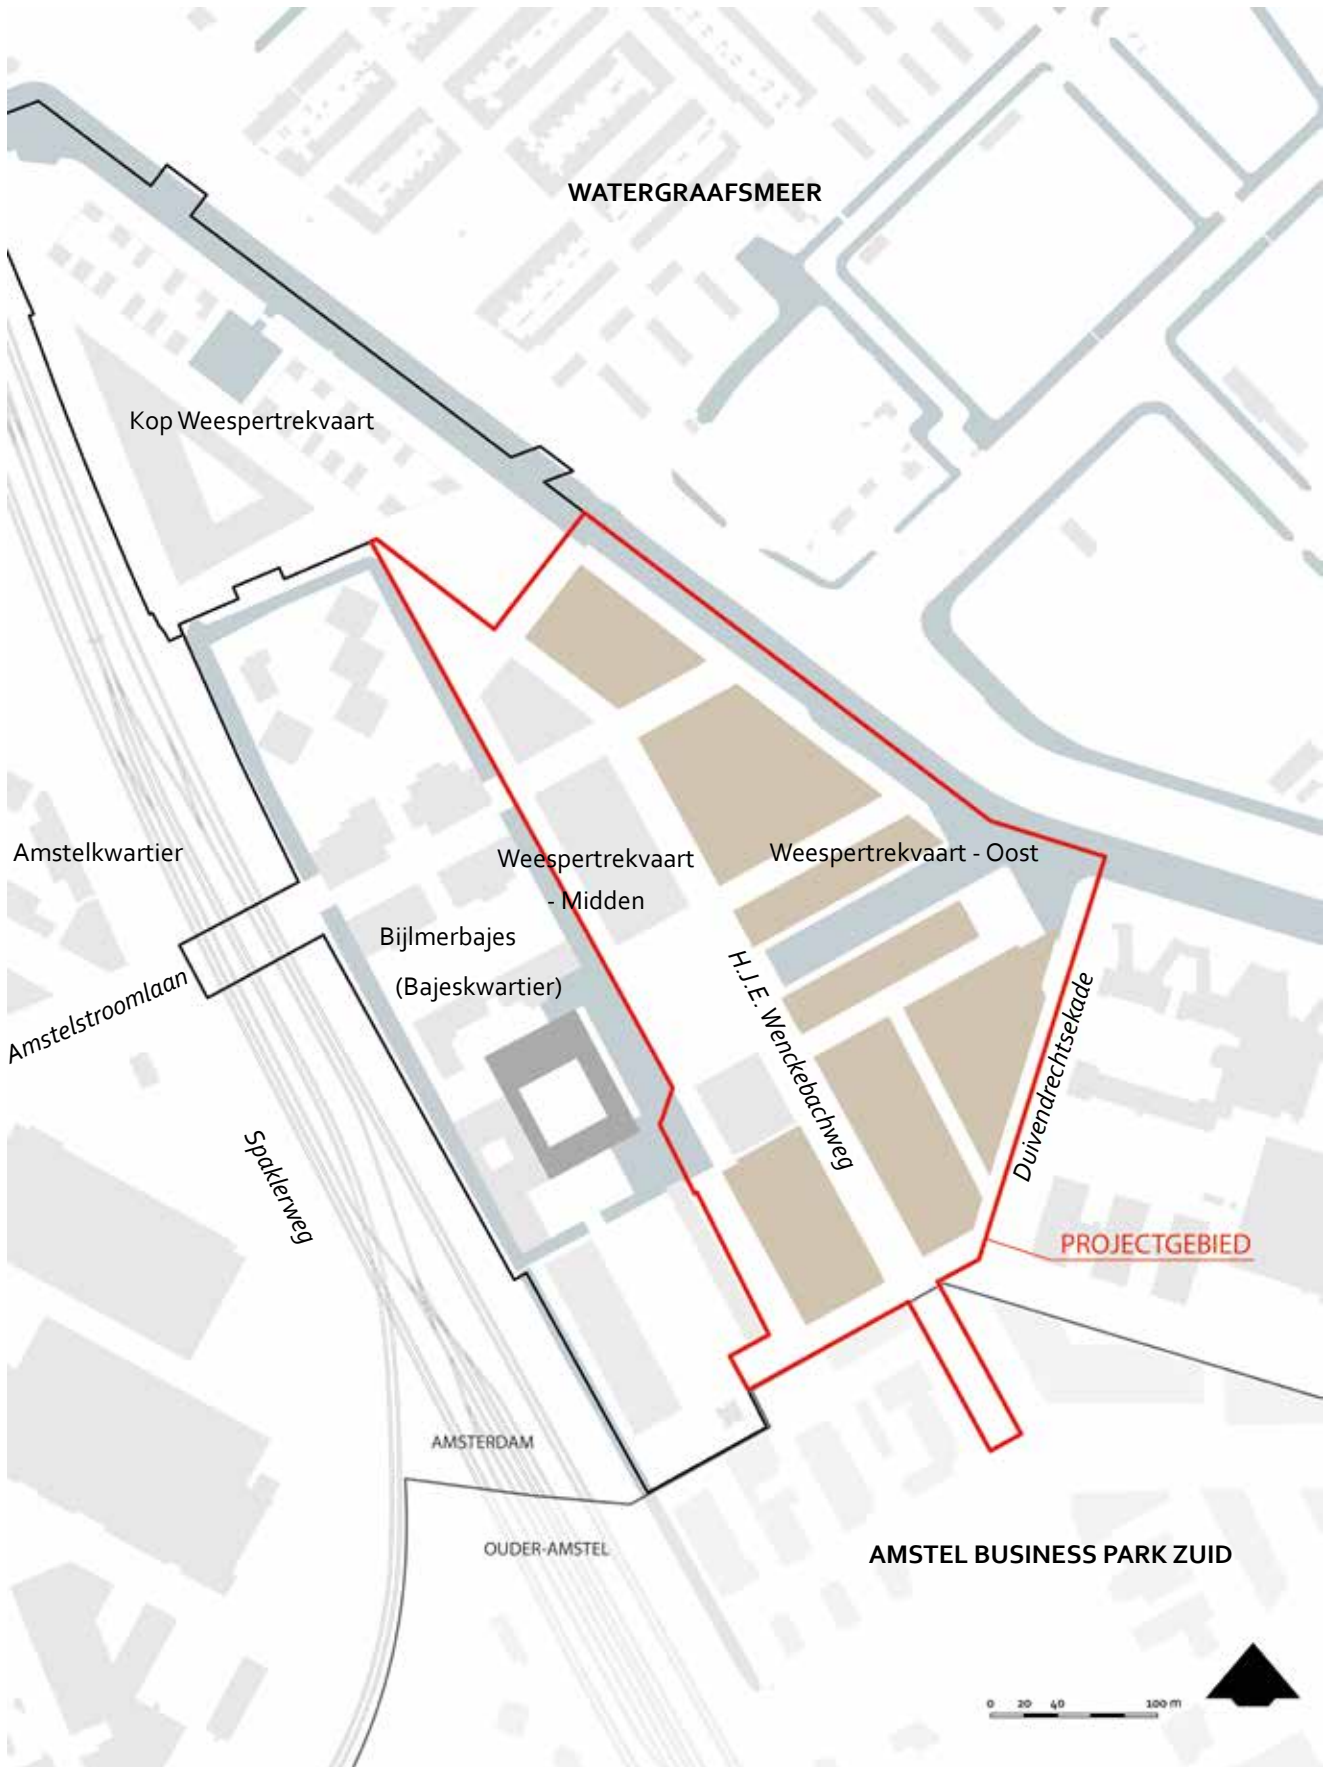 WATERGRAAFSMEER
Kop Weespertrekvaart
Amstelkwartier
Weespertrekvaart
- Midden
Weespertrekvaart - Oost
Bijlmerbajes
(Bajeskwartier)
Amstelstroomlaan
H.J.E. Wenckebachweg
Duivendrechtsekade
Spaklerweg
PROJECTGEBIED
AMSTERDAM
OUDER-AMSTEL
AMSTEL BUSINESS PARK ZUID
0 20 40 100 m